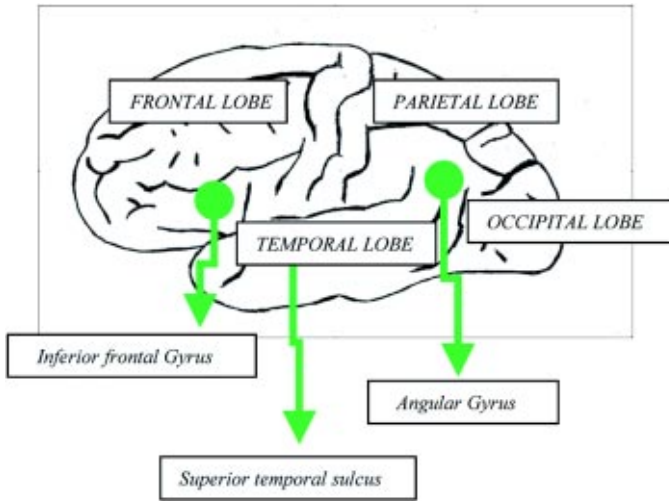 FRONTAL LOBE
PARIETAL LOBE
OCCIPITAL LOBE
TEMPORAL LOBE
Inferior frontal Gyrus
Angular Gyrus
Superior temporal sulcus